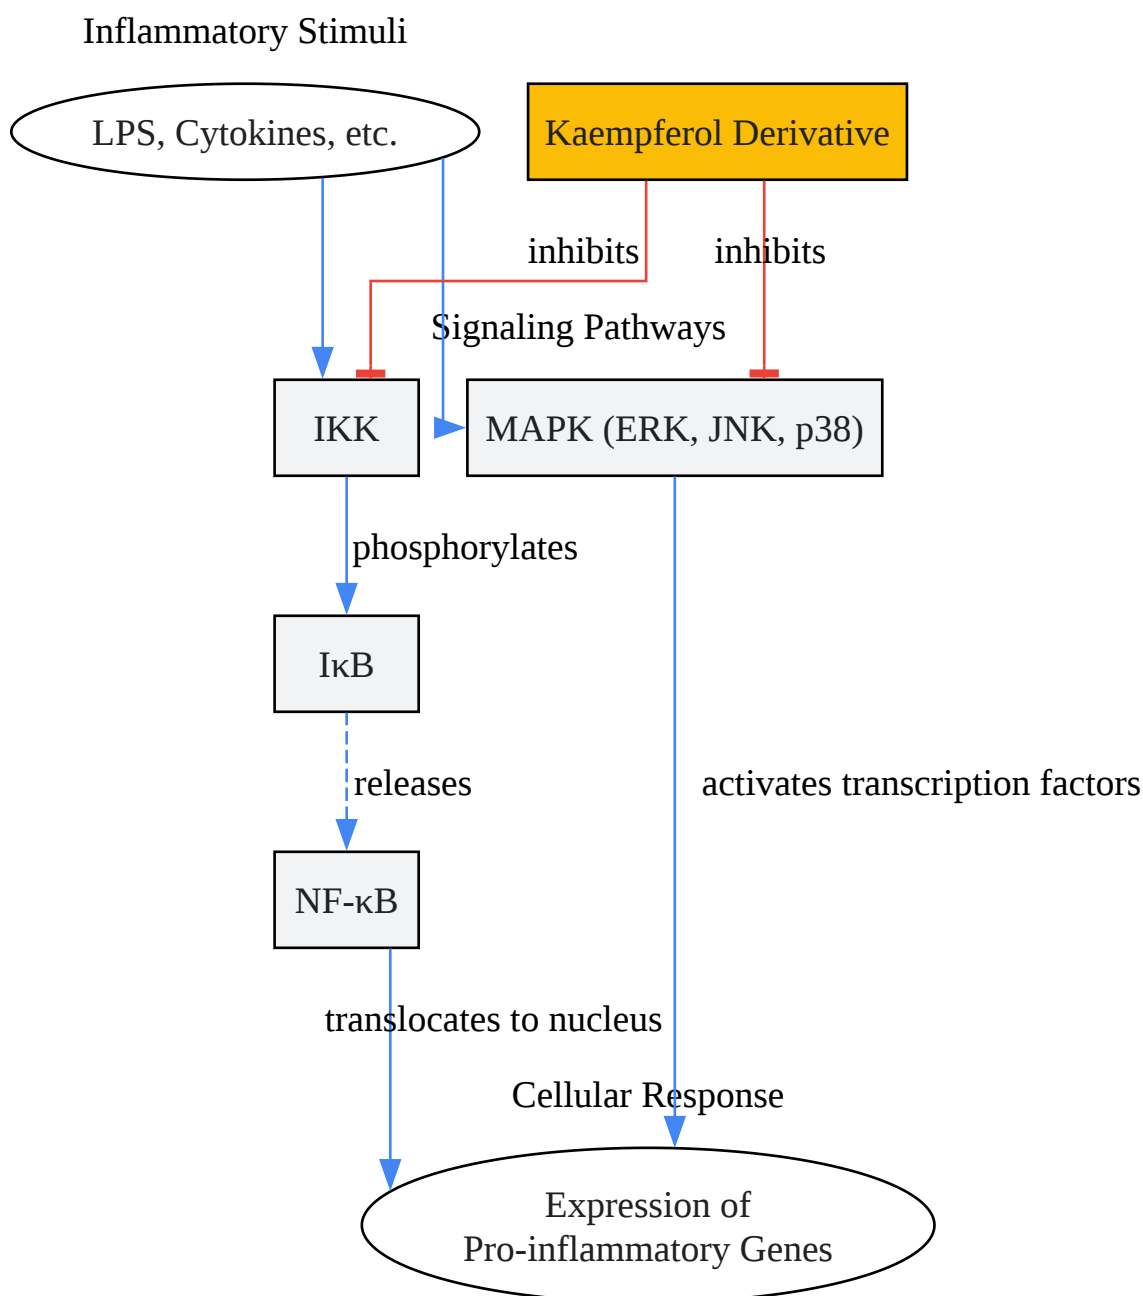 Inflammatory Stimuli
LPS, Cytokines, etc.
Kaempferol Derivative
inhibits
inhibits
Signaling Pathways
IKK
MAPK (ERK, JNK, p38)
phosphorylates
IκB
releases
activates transcription factors
NF-κB
translocates to nucleus
Cellular Response
Expression of
Pro-inflammatory Genes